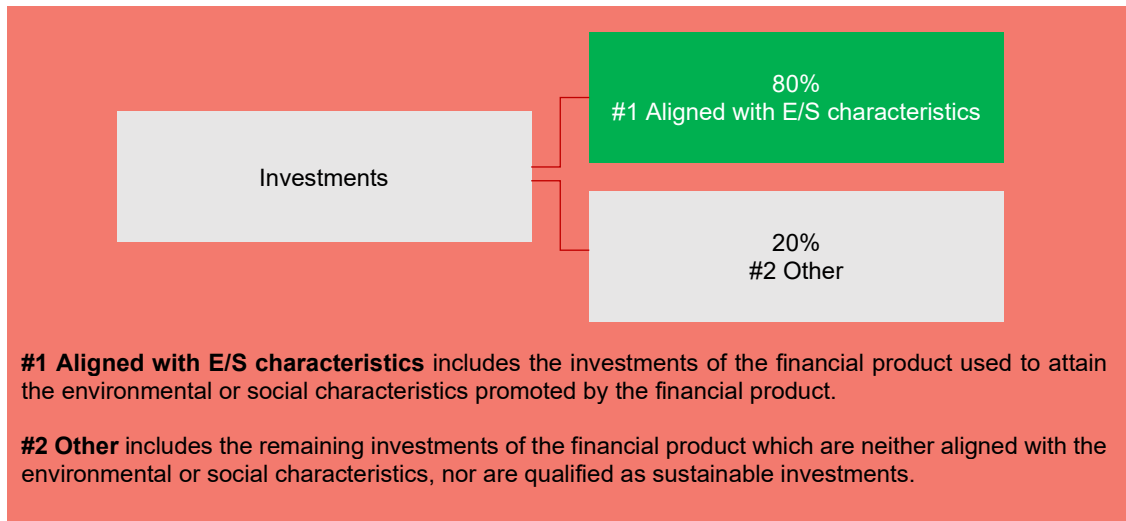 80%
#1 Aligned with E/S characteristics
Investments
20%
#2 Other
#1 Aligned with E/S characteristics includes the investments of the financial product used to attain
the environmental or social characteristics promoted by the financial product.
#2 Other includes the remaining investments of the financial product which are neither aligned with the
environmental or social characteristics, nor are qualified as sustainable investments.